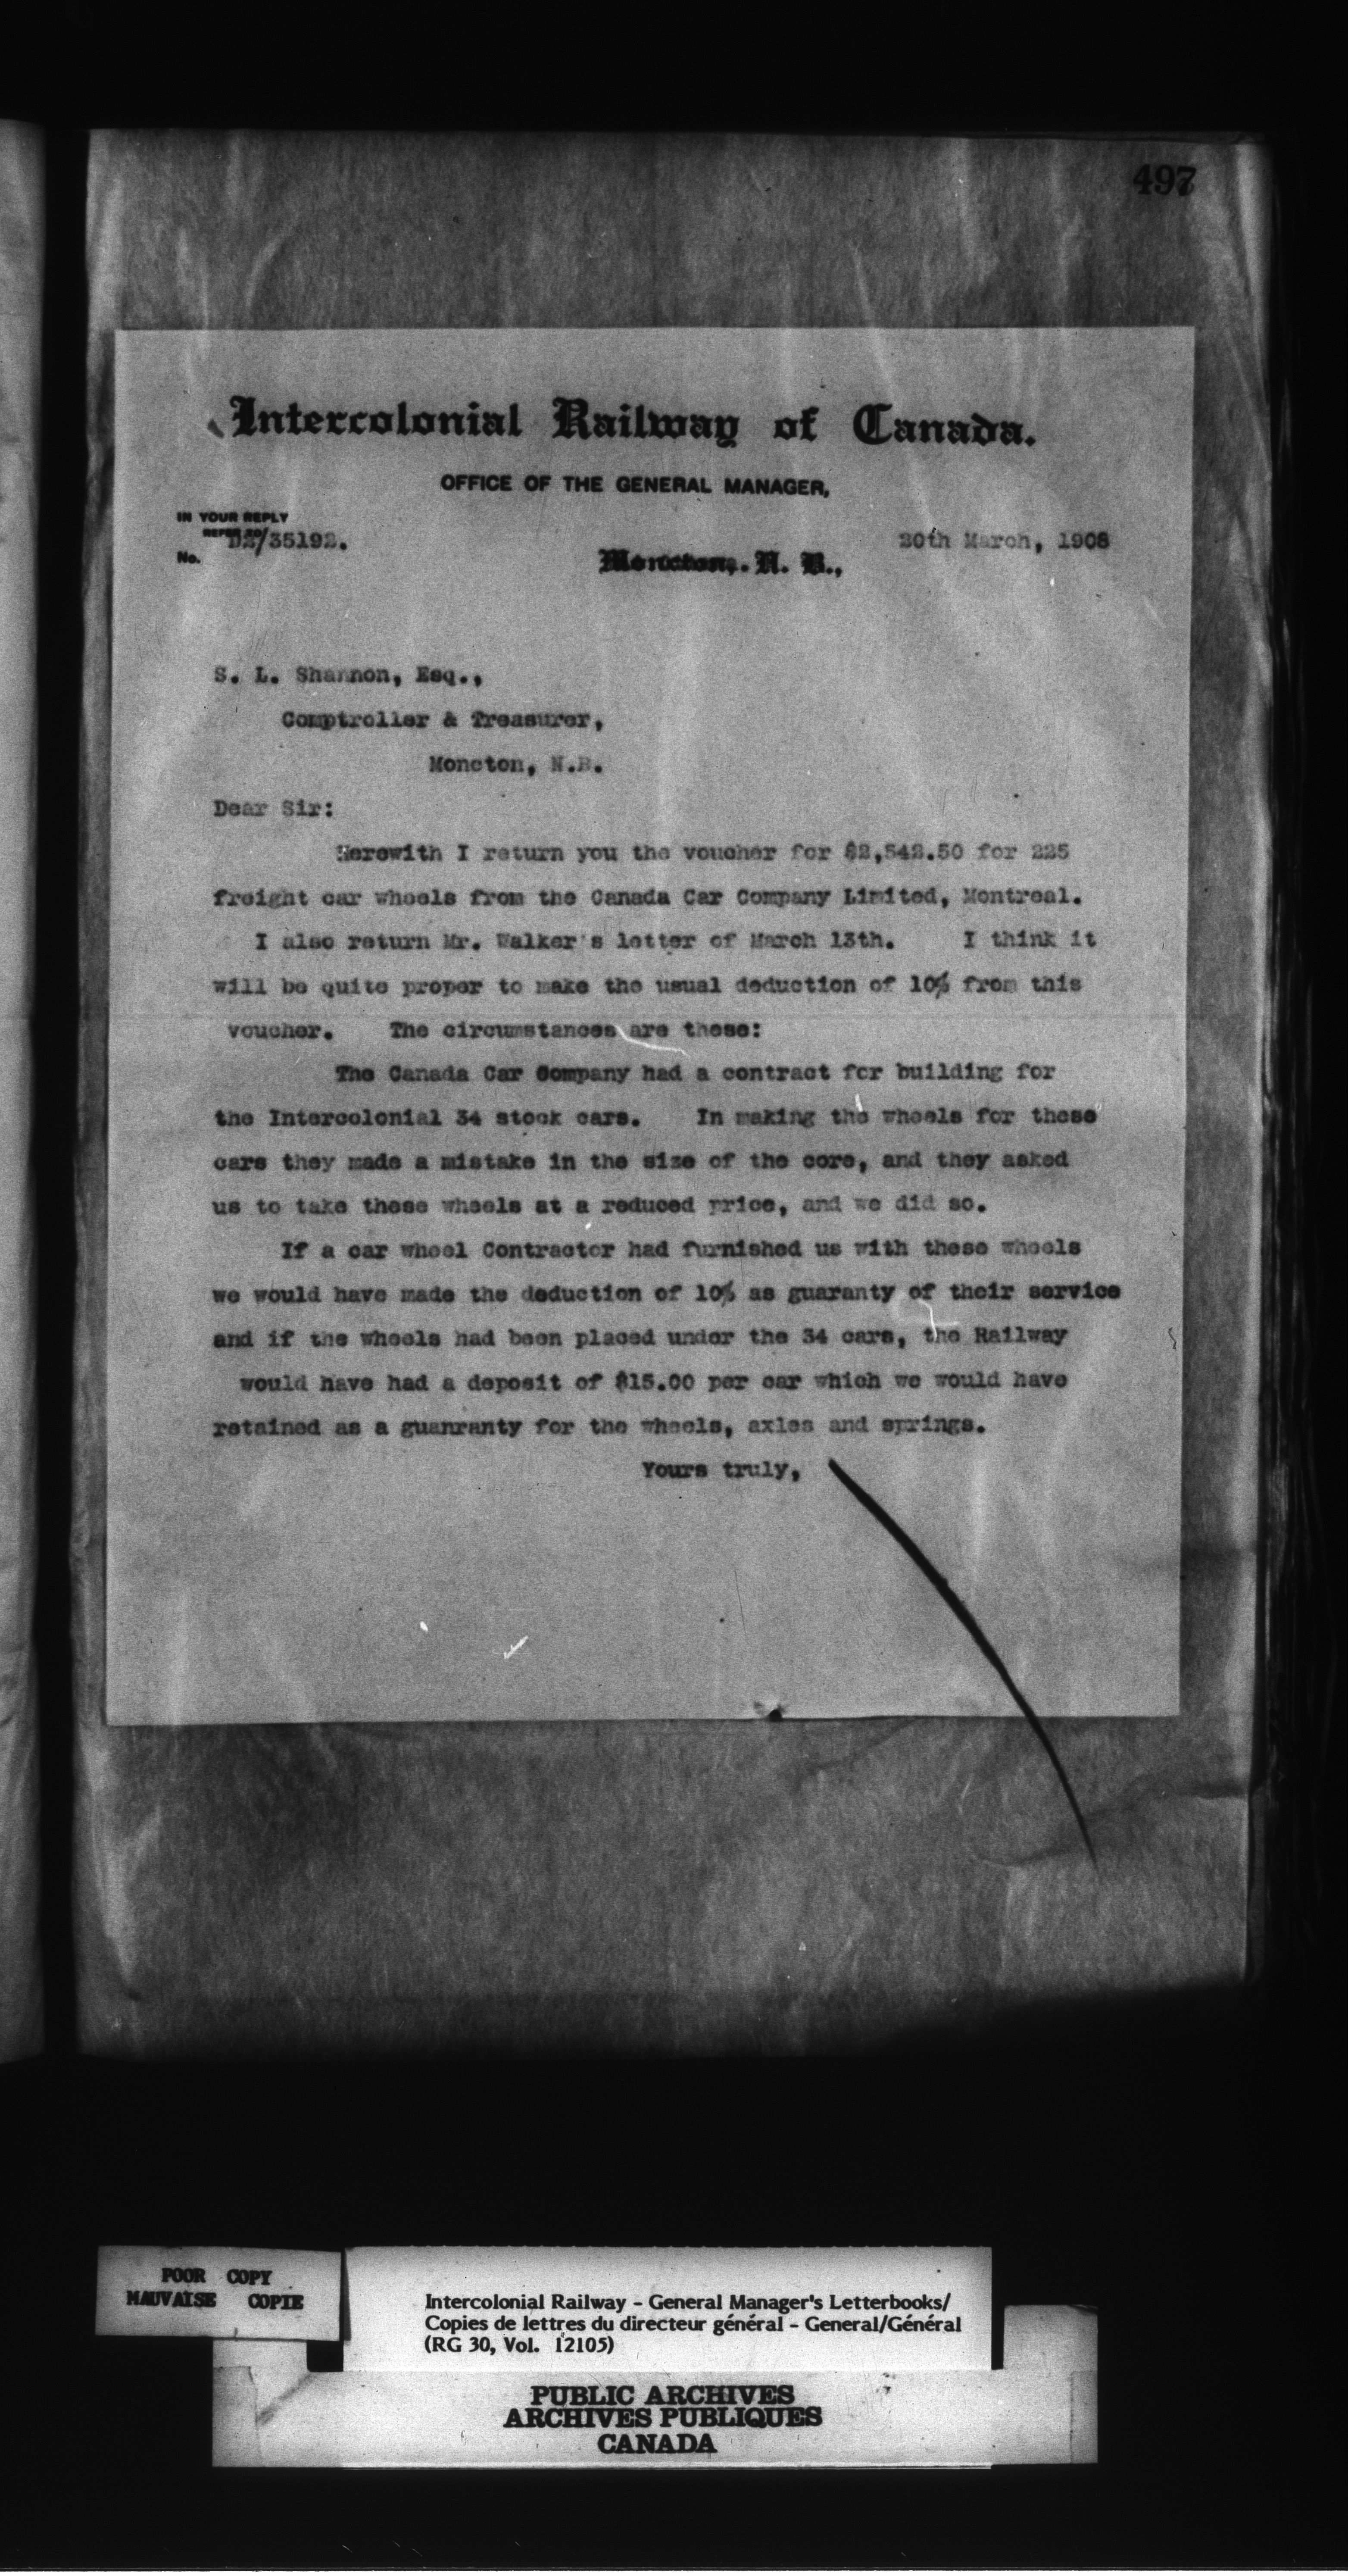 497
Intercolonial Railway of Canada.
OFFICE OF THE GENERAL MANAGER,
IN YOUR REPLY
REFER TO
D2/35192.
No.
20th March, 1908
Moncton, N. B.,
S. L. Shannon, Esq.,
Comptroller & Treasurer,
Moncton, N.B.
Dear Sir:
Herewith I return you the voucher for $2,542.50 for 225
freight car wheels from the Canada Car Company Limited, Montreal.
I also return Mr. Walker's letter of March 13th. I think it
will be quite proper to make the usual deduction of 10% from this
voucher. The circumstances are these:
The Canada Car Company had a contract for building for
the Intercolonial 34 stock cars. In making the wheels for these
cars they made a mistake in the size of the core, and they asked
us to take these wheels at a reduced price, and we did so.
If a car wheel Contractor had furnished us with these wheels
we would have made the deduction of 10% as guaranty of their service
and if the wheels had been placed under the 34 cars, the Railway
would have had a deposit of $15.00 per car which we would have
retained as a guanranty for the wheels, axles and springs.
Yours truly,
POOR COPY
MAUVAISE COPIE
Intercolonial Railway - General Manager's Letterbooks/
Copies de lettres du directeur général - General/Général
(RG 30, Vol. 12105)
PUBLIC ARCHIVES
ARCHIVES PUBLIQUES
CANADA